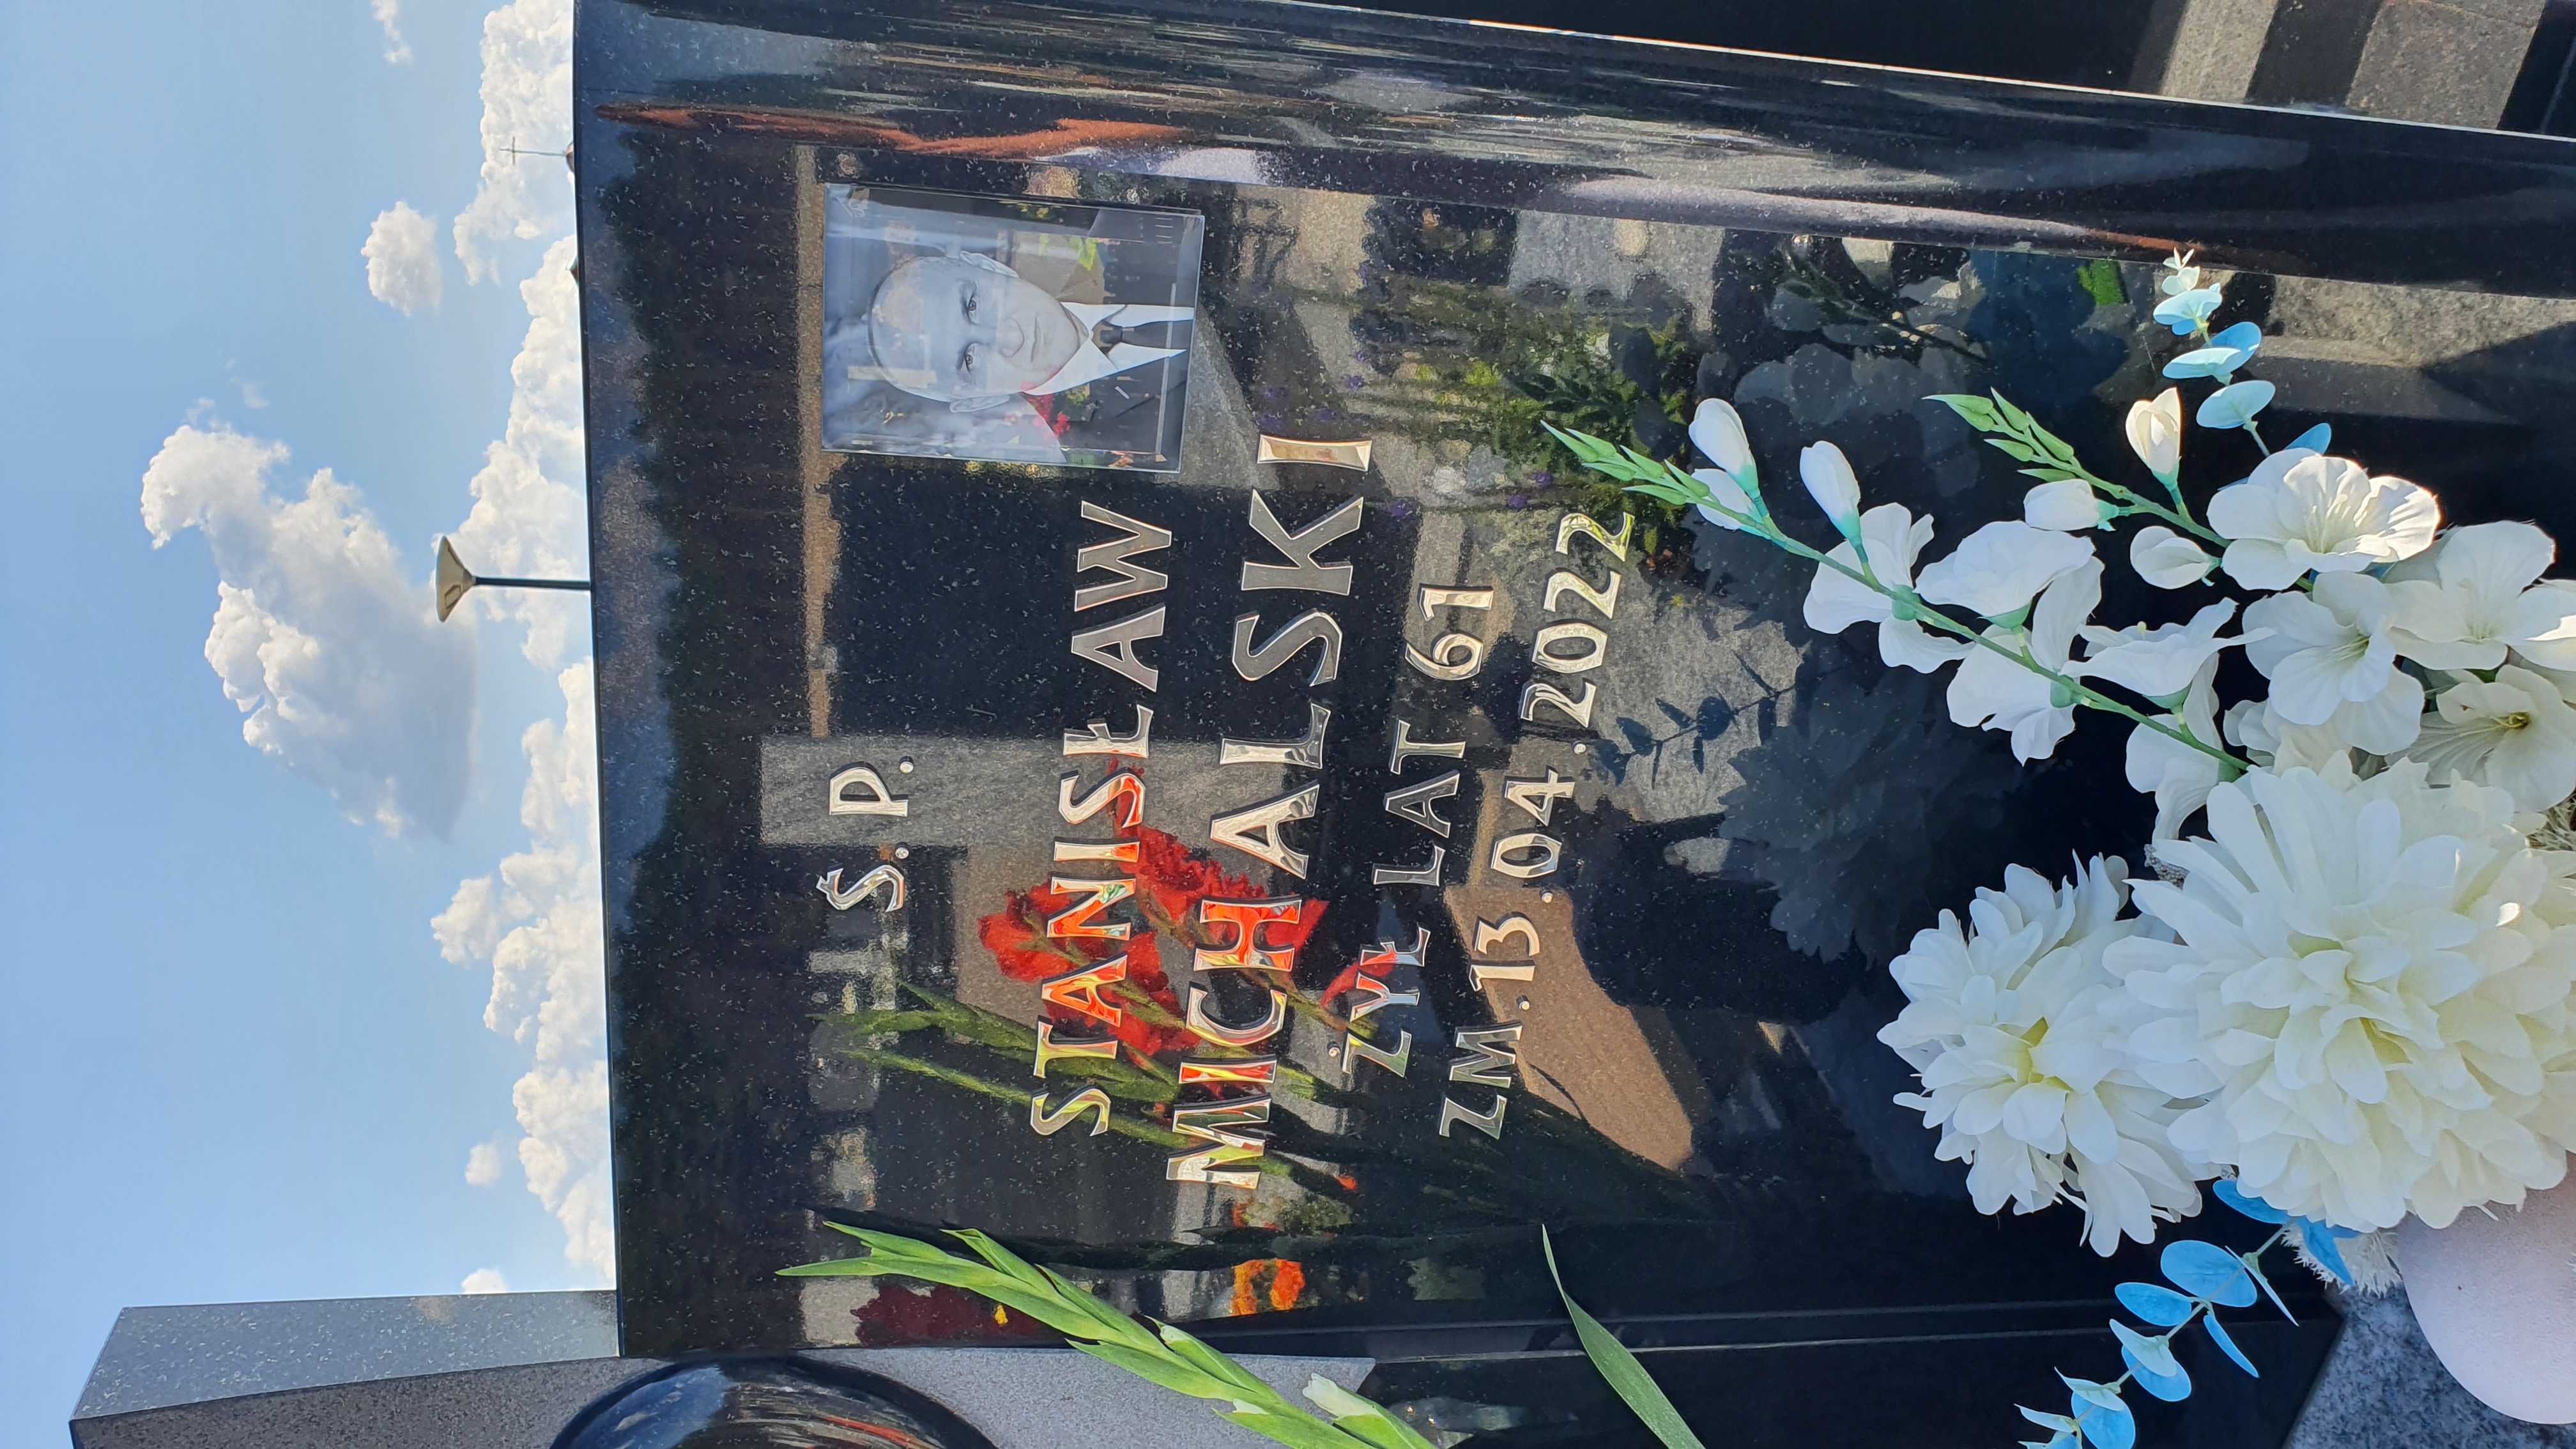 Ś.P.
STANISŁAW
MICHALSKI
ŻYŁ LAT 61
ZM.13.04.2022